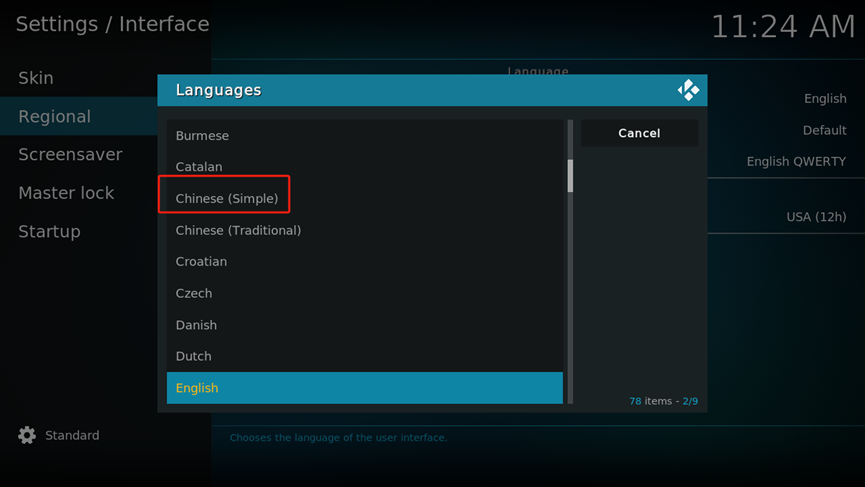 Settings / Interface
11:24 AM
Skin
Regional
Screensaver
Master lock
Startup
Standard
Language
English
Default
English QWERTY
USA (12h)
Languages
Burmese
Catalan
Chinese (Simple)
Chinese (Traditional)
Croatian
Czech
Danish
Dutch
English
Cancel
78 items - 2/9
Chooses the language of the user interface.